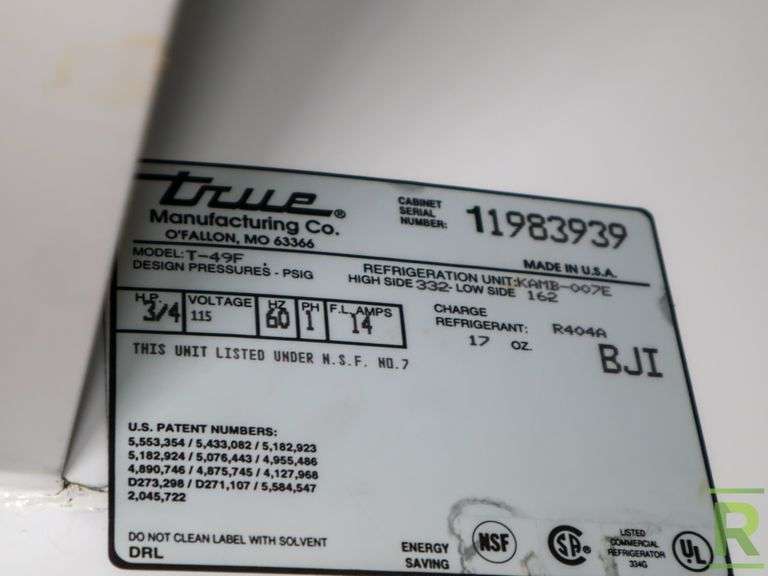 true®
Manufacturing Co.
O'FALLON, MO 63366
CABINET
SERIAL
NUMBER: 11983939
MADE IN U.S.A.
MODEL: T-49F
REFRIGERATION UNIT: KAMB-007E
DESIGN PRESSURES - PSIG HIGH SIDE 332 - LOW SIDE 162
H.P. 3/4 VOLTAGE 115 HZ 60 PH 1 F.L. AMPS 14
CHARGE
REFRIGERANT: R404A
17 OZ.
BJI
THIS UNIT LISTED UNDER N.S.F. NO.7
U.S. PATENT NUMBERS:
5,553,354 / 5,433,082 / 5,182,923
5,182,924 / 5,076,443 / 4,955,486
4,890,746 / 4,875,745 / 4,127,968
D273,298 / D271,107 / 5,584,547
2,045,722
DO NOT CLEAN LABEL WITH SOLVENT
DRL
ENERGY
SAVING
NSF
SP®
LISTED
COMMERCIAL
REFRIGERATOR
334G
UL
R